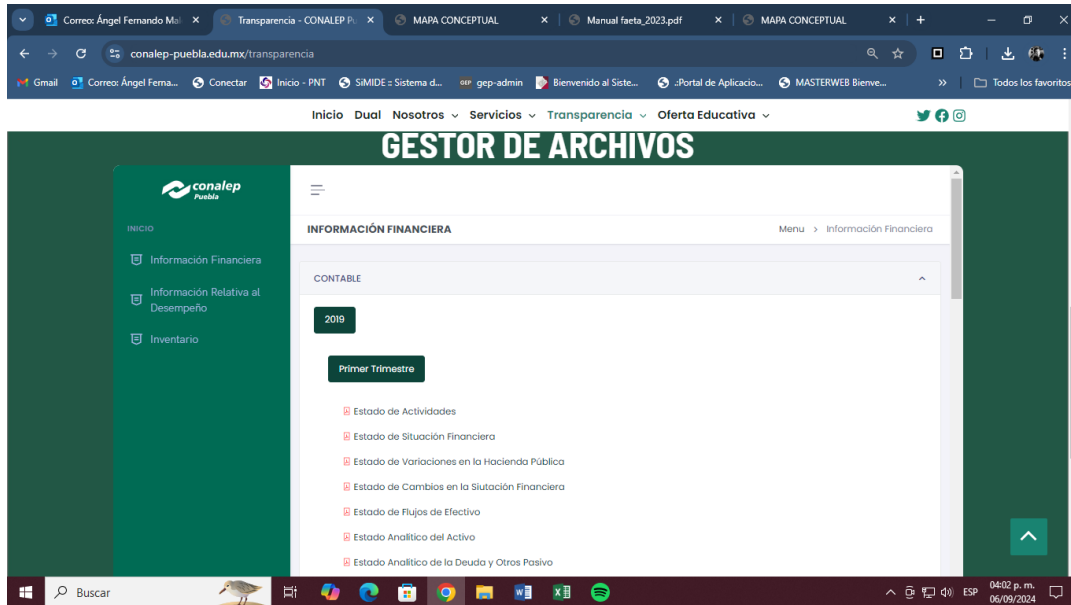 Correo: Ángel Fernando Mal
Transparencia - CONALEP Pu
MAPA CONCEPTUAL
Manual faeta_2023.pdf
MAPA CONCEPTUAL
conalep-puebla.edu.mx/transparencia
Gmail
Correo: Ángel Ferna...
Conectar
Inicio - PNT
SiMIDE :: Sistema d...
gep-admin
Bienvenido al Siste...
.:Portal de Aplicacio...
MASTERWEB Bienve...
»
Todos los favoritos
Inicio Dual Nosotros Servicios Transparencia Oferta Educativa
GESTOR DE ARCHIVOS
conalep
Puebla
INICIO
Información Financiera
Información Relativa al
Desempeño
Inventario
INFORMACIÓN FINANCIERA
Menu > Información Financiera
CONTABLE
2019
Primer Trimestre
Estado de Actividades
Estado de Situación Financiera
Estado de Variaciones en la Hacienda Pública
Estado de Cambios en la Siutación Financiera
Estado de Flujos de Efectivo
Estado Analitico del Activo
Estado Analitico de la Deuda y Otros Pasivo
Buscar
ESP
04:02 p. m.
06/09/2024